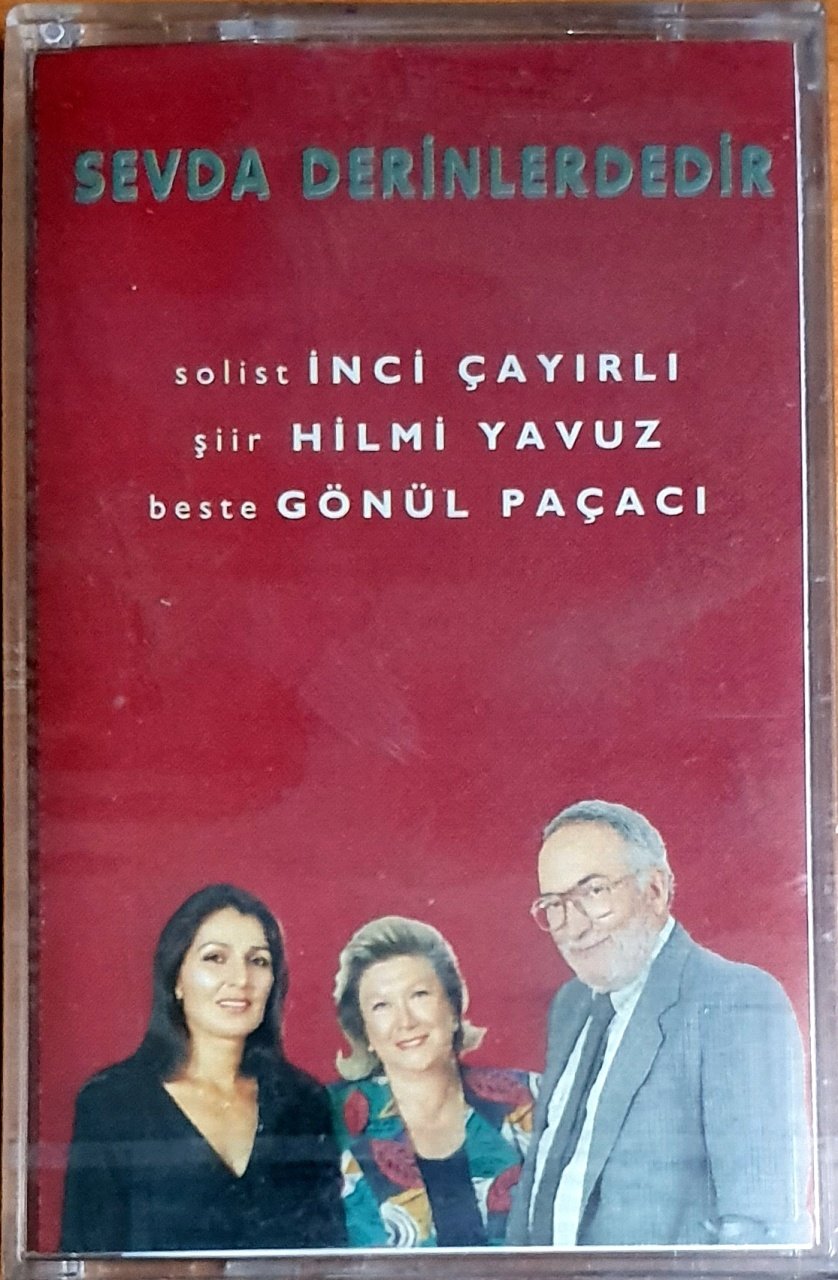 SEVDA DERİNLERDEDİR
solist İNCİ ÇAYIRLI
şiir HİLMİ YAVUZ
beste GÖNÜL PAÇACI